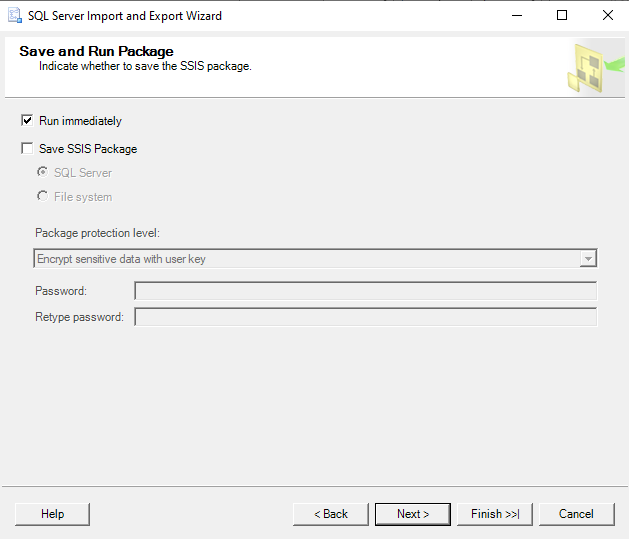 SQL Server Import and Export Wizard
Save and Run Package
Indicate whether to save the SSIS package.
Run immediately
Save SSIS Package
SQL Server
File system
Package protection level:
Encrypt sensitive data with user key
Password:
Retype password:
Help
< Back
Next >
Finish >>|
Cancel